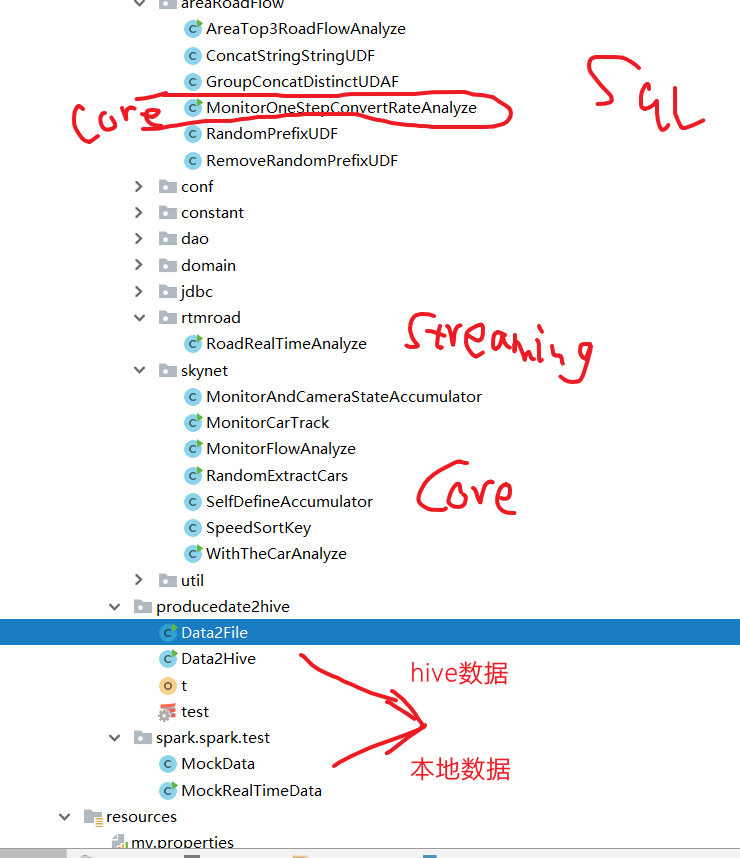 areaRoadFlow
AreaTop3RoadFlowAnalyze
ConcatStringStringUDF
GroupConcatDistinctUDAF
MonitorOneStepConvertRateAnalyze
Core
SqL
RandomPrefixUDF
RemoveRandomPrefixUDF
conf
constant
dao
domain
jdbc
rtmroad
RoadRealTimeAnalyze
Streaming
skynet
MonitorAndCameraStateAccumulator
MonitorCarTrack
MonitorFlowAnalyze
RandomExtractCars
Core
SelfDefineAccumulator
SpeedSortKey
WithTheCarAnalyze
util
producedate2hive
Data2File
Data2Hive
hive数据
t
test
spark.spark.test
MockData
本地数据
MockRealTimeData
resources
my.properties